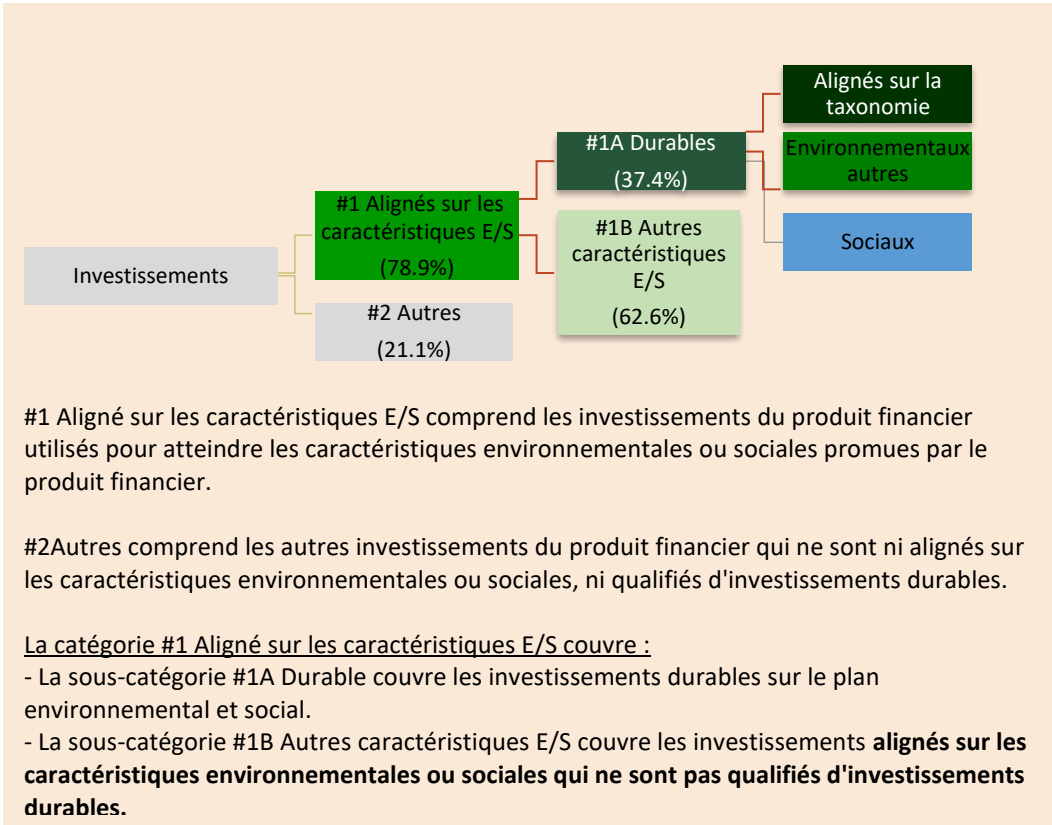 Alignés sur la
taxonomie
#1A Durables
(37.4%)
Environnementaux
autres
#1 Alignés sur les
caractéristiques E/S
(78.9%)
#1B Autres
caractéristiques
E/S
(62.6%)
Sociaux
Investissements
#2 Autres
(21.1%)
#1 Aligné sur les caractéristiques E/S comprend les investissements du produit financier
utilisés pour atteindre les caractéristiques environnementales ou sociales promues par le
produit financier.
#2Autres comprend les autres investissements du produit financier qui ne sont ni alignés sur
les caractéristiques environnementales ou sociales, ni qualifiés d'investissements durables.
La catégorie #1 Aligné sur les caractéristiques E/S couvre :
- La sous-catégorie #1A Durable couvre les investissements durables sur le plan
environnemental et social.
- La sous-catégorie #1B Autres caractéristiques E/S couvre les investissements alignés sur les
caractéristiques environnementales ou sociales qui ne sont pas qualifiés d'investissements
durables.